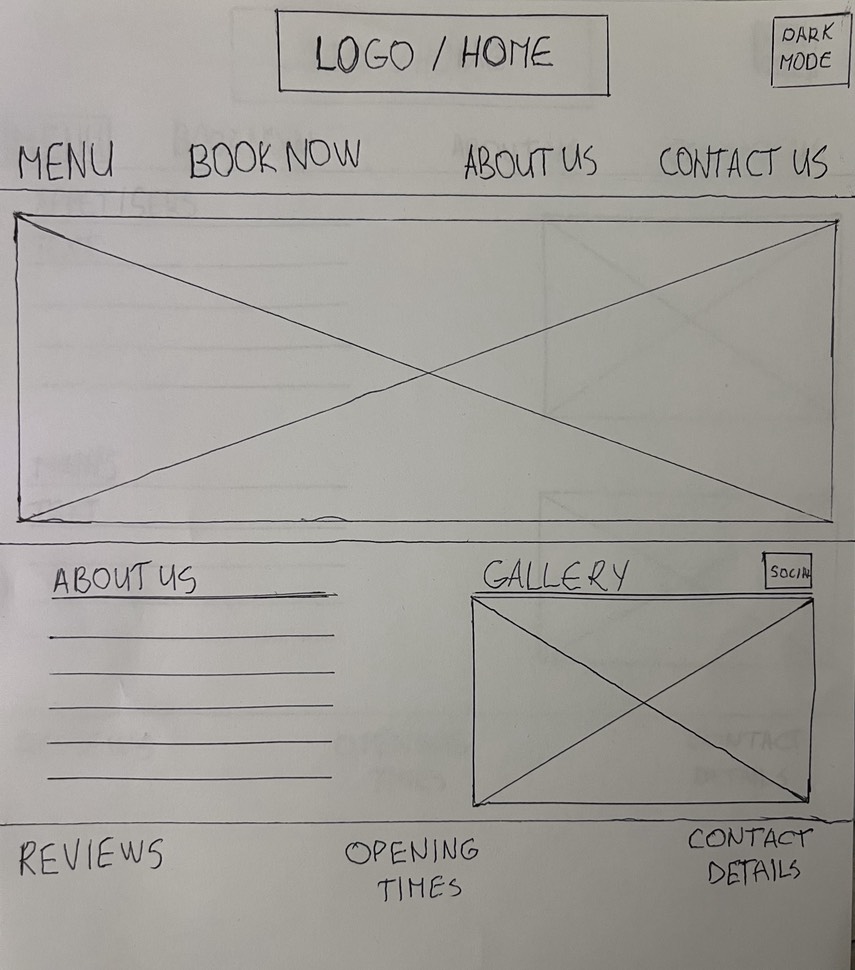 LOGO / HOME
DARK
MODE
MENU BOOK NOW ABOUT US CONTACT US
ABOUT US
GALLERY
SOCIAL
REVIEWS
OPENING
TIMES
CONTACT
DETAILS